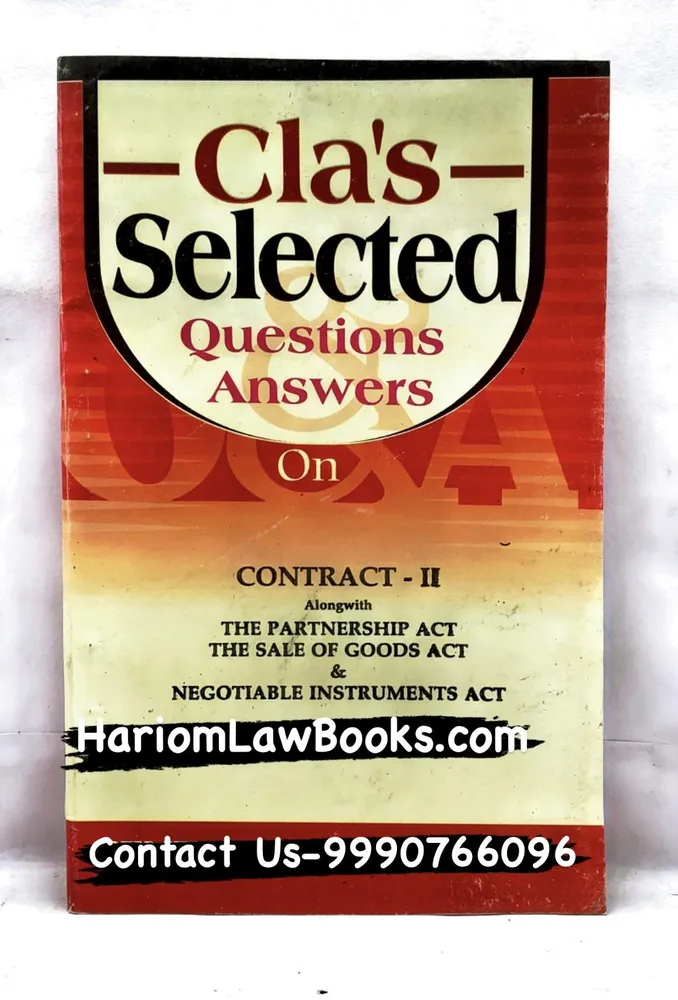 Cla's
Selected
Questions
&
Answers
On
Q&A
CONTRACT - II
Alongwith
THE PARTNERSHIP ACT
THE SALE OF GOODS ACT
&
NEGOTIABLE INSTRUMENTS ACT
HariomLawBooks.com
Contact Us-9990766096